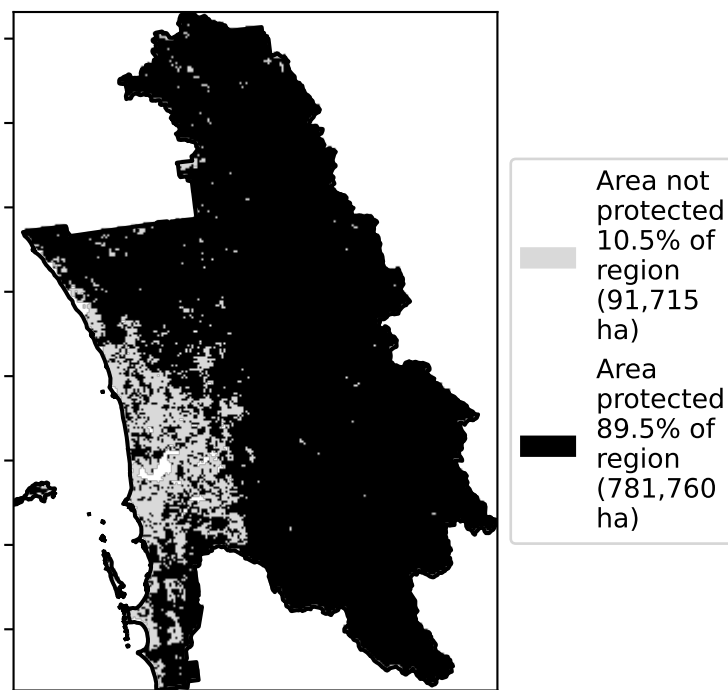 Area not
protected
10.5% of
region
(91,715
ha)
Area
protected
89.5% of
region
(781,760
ha)